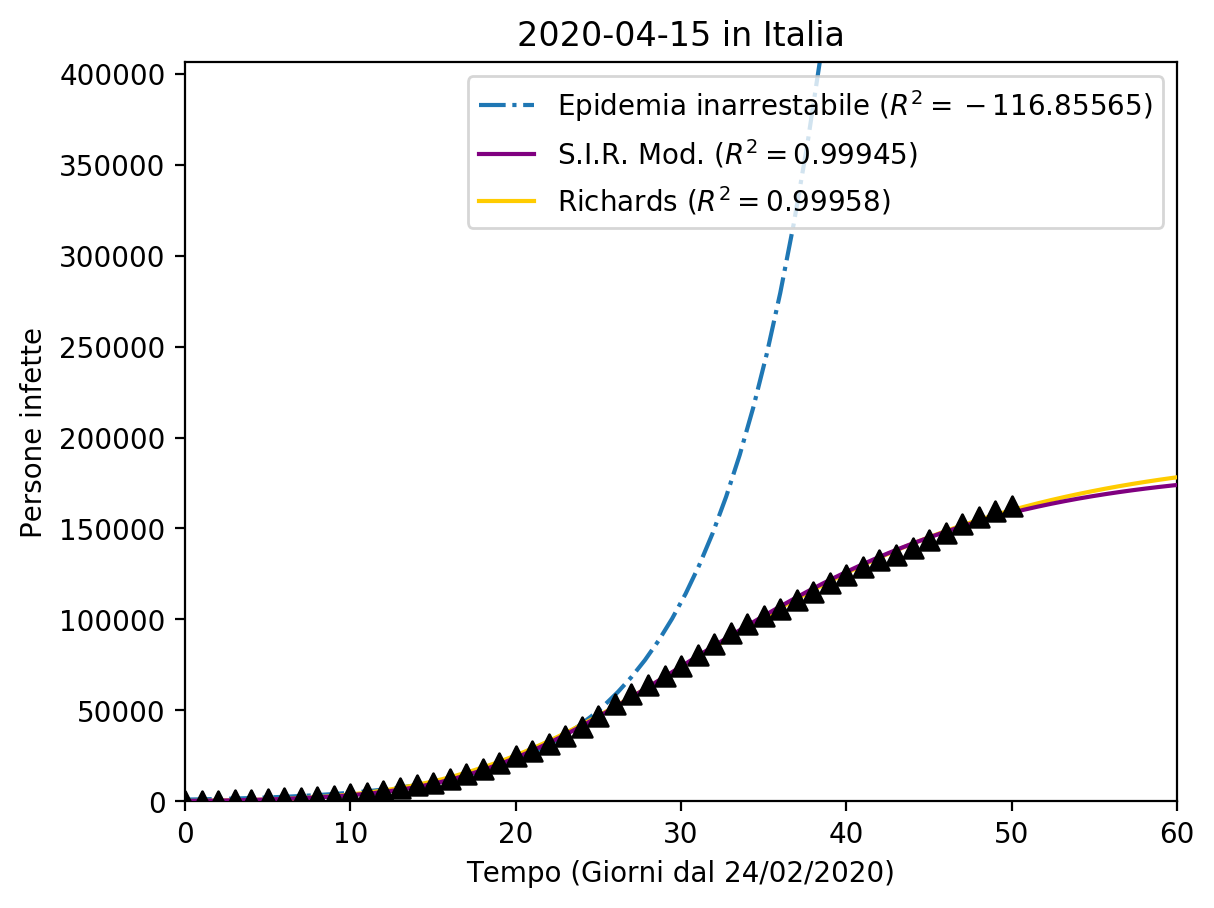 2020-04-15 in Italia
Epidemia inarrestabile (R² = −116.85565)
S.I.R. Mod. (R² = 0.99945)
Richards (R² = 0.99958)
Persone infette
400000
350000
300000
250000
200000
150000
100000
50000
0
0 10 20 30 40 50 60
Tempo (Giorni dal 24/02/2020)